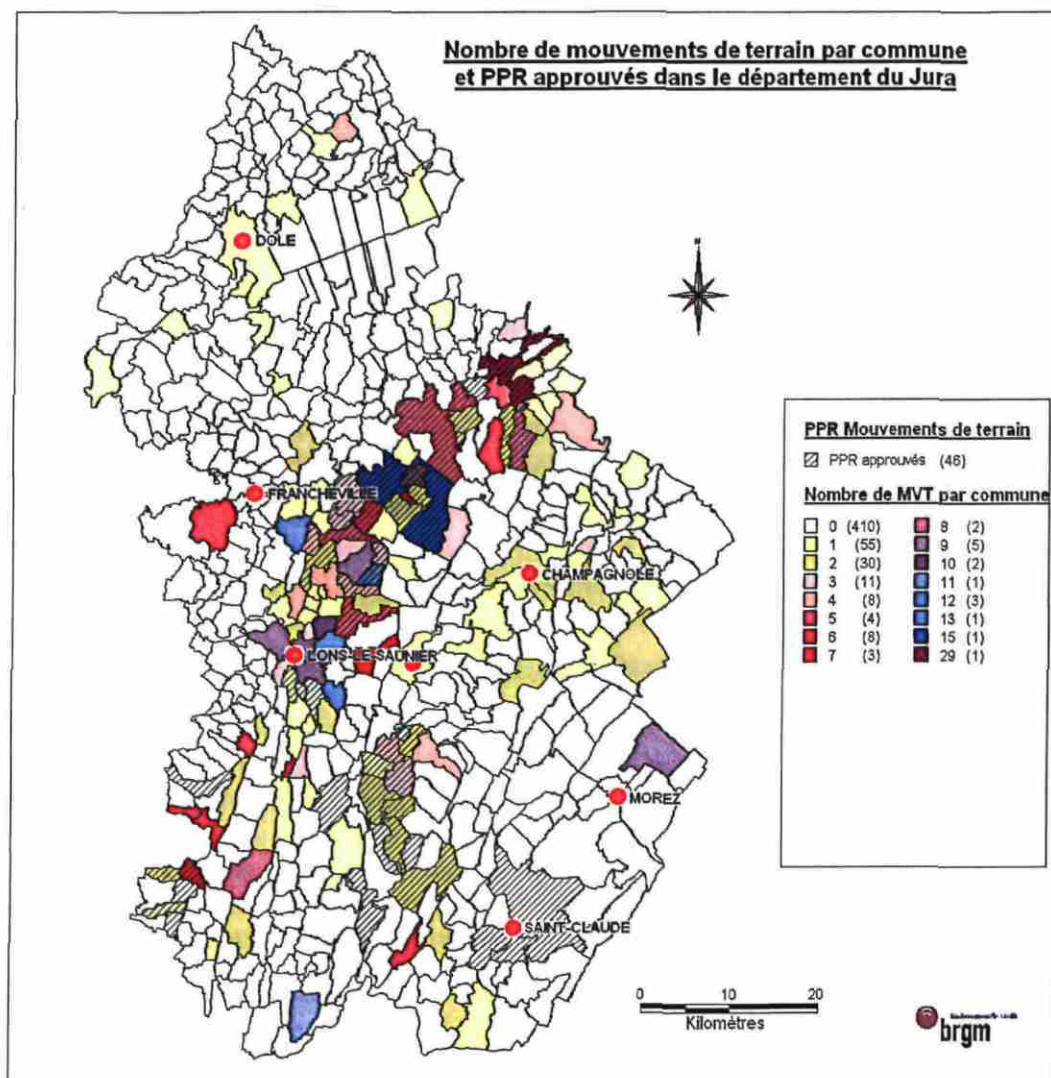 Nombre de mouvements de terrain par commune
et PPR approuvés dans le département du Jura
N
DOLE
FRANCHEVILLE
CHAMPAGNOLE
LONS-LE-SAUNIER
MOREZ
SAINT-CLAUDE
PPR Mouvements de terrain
PPR approuvés (46)
Nombre de MVT par commune
0 (410)
1 (55)
2 (30)
3 (11)
4 (8)
5 (4)
6 (8)
7 (3)
8 (2)
9 (5)
10 (2)
11 (1)
12 (3)
13 (1)
15 (1)
29 (1)
0 10 20
Kilomètres
brgm